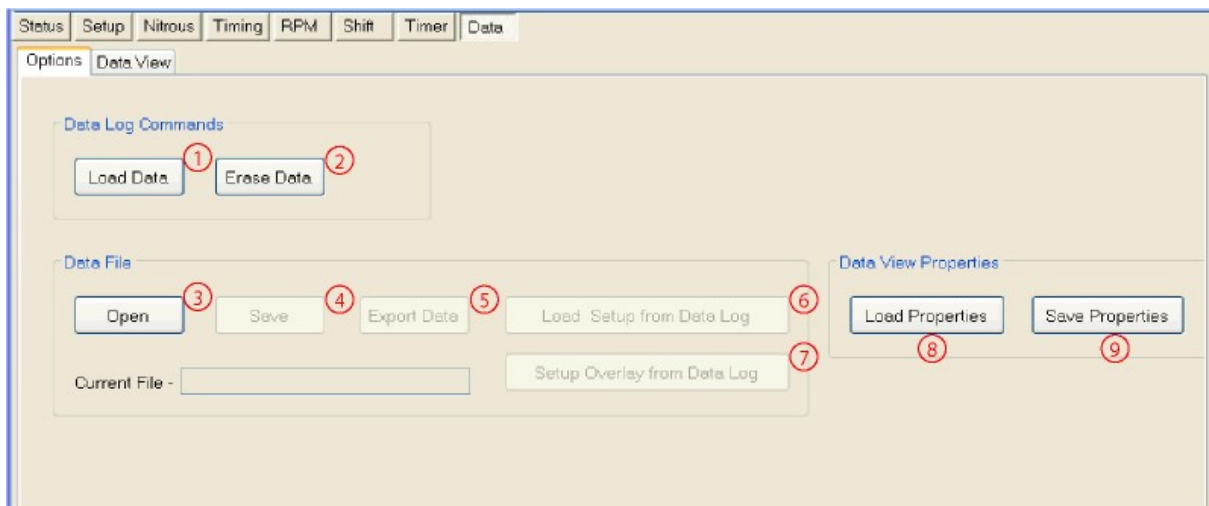 Status Setup Nitrous Timing RPM Shift Timer Data
Options Data View
Data Log Commands
Load Data 1 Erase Data 2
Data File
Open 3 Save 4 Export Data 5 Load Setup from Data Log 6
Current File -
Setup Overlay from Data Log 7
Data View Properties
Load Properties Save Properties
8 9